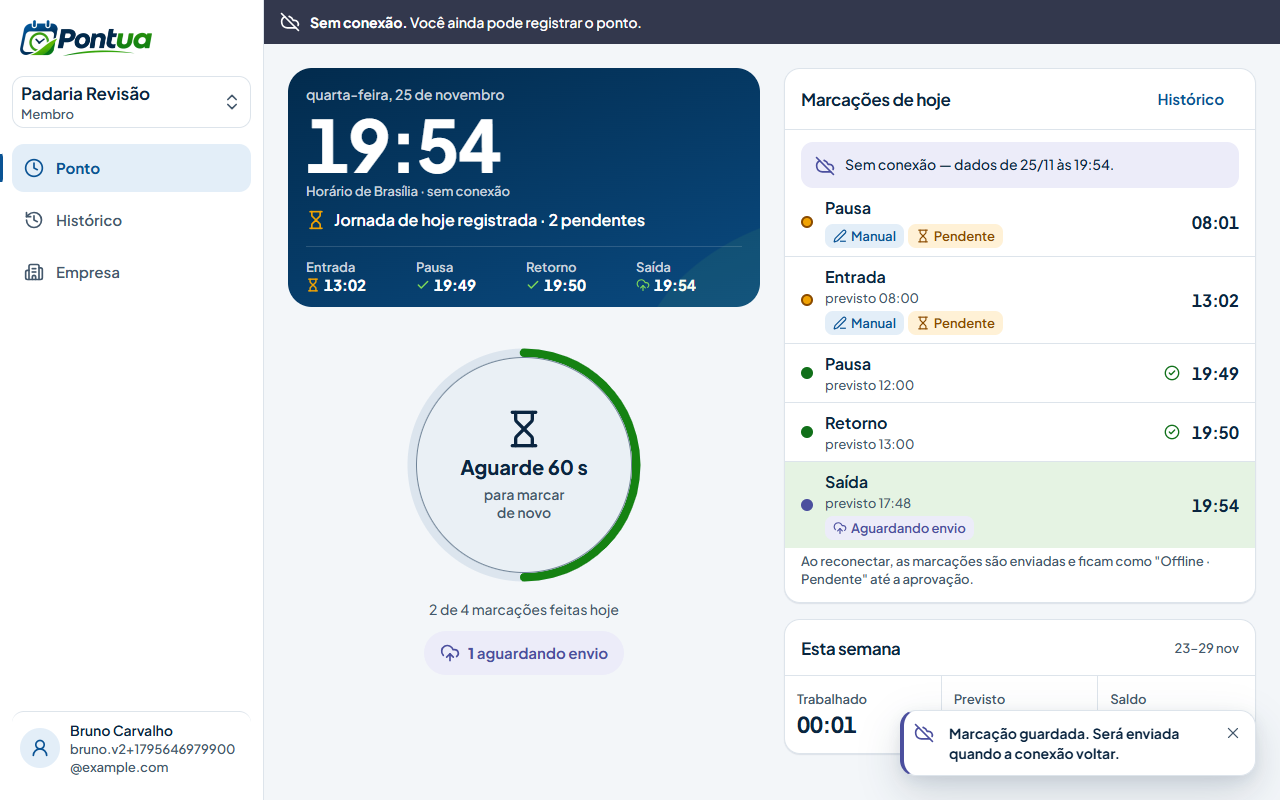 Pontua
Padaria Revisão
Membro
Ponto
Histórico
Empresa
Bruno Carvalho
bruno.v2+1795646979900
@example.com
Sem conexão. Você ainda pode registrar o ponto.
quarta-feira, 25 de novembro
19:54
Horário de Brasília · sem conexão
Jornada de hoje registrada · 2 pendentes
Entrada Pausa Retorno Saída
13:02 19:49 19:50 19:54
Aguarde 60 s
para marcar
de novo
2 de 4 marcações feitas hoje
1 aguardando envio
Marcações de hoje Histórico
Sem conexão — dados de 25/11 às 19:54.
Pausa
Manual Pendente 08:01
Entrada
previsto 08:00 13:02
Manual Pendente
Pausa
previsto 12:00 19:49
Retorno
previsto 13:00 19:50
Saída
previsto 17:48 19:54
Aguardando envio
Ao reconectar, as marcações são enviadas e ficam como "Offline ·
Pendente" até a aprovação.
Esta semana 23–29 nov
Trabalhado Previsto Saldo
00:01
Marcação guardada. Será enviada
quando a conexão voltar.